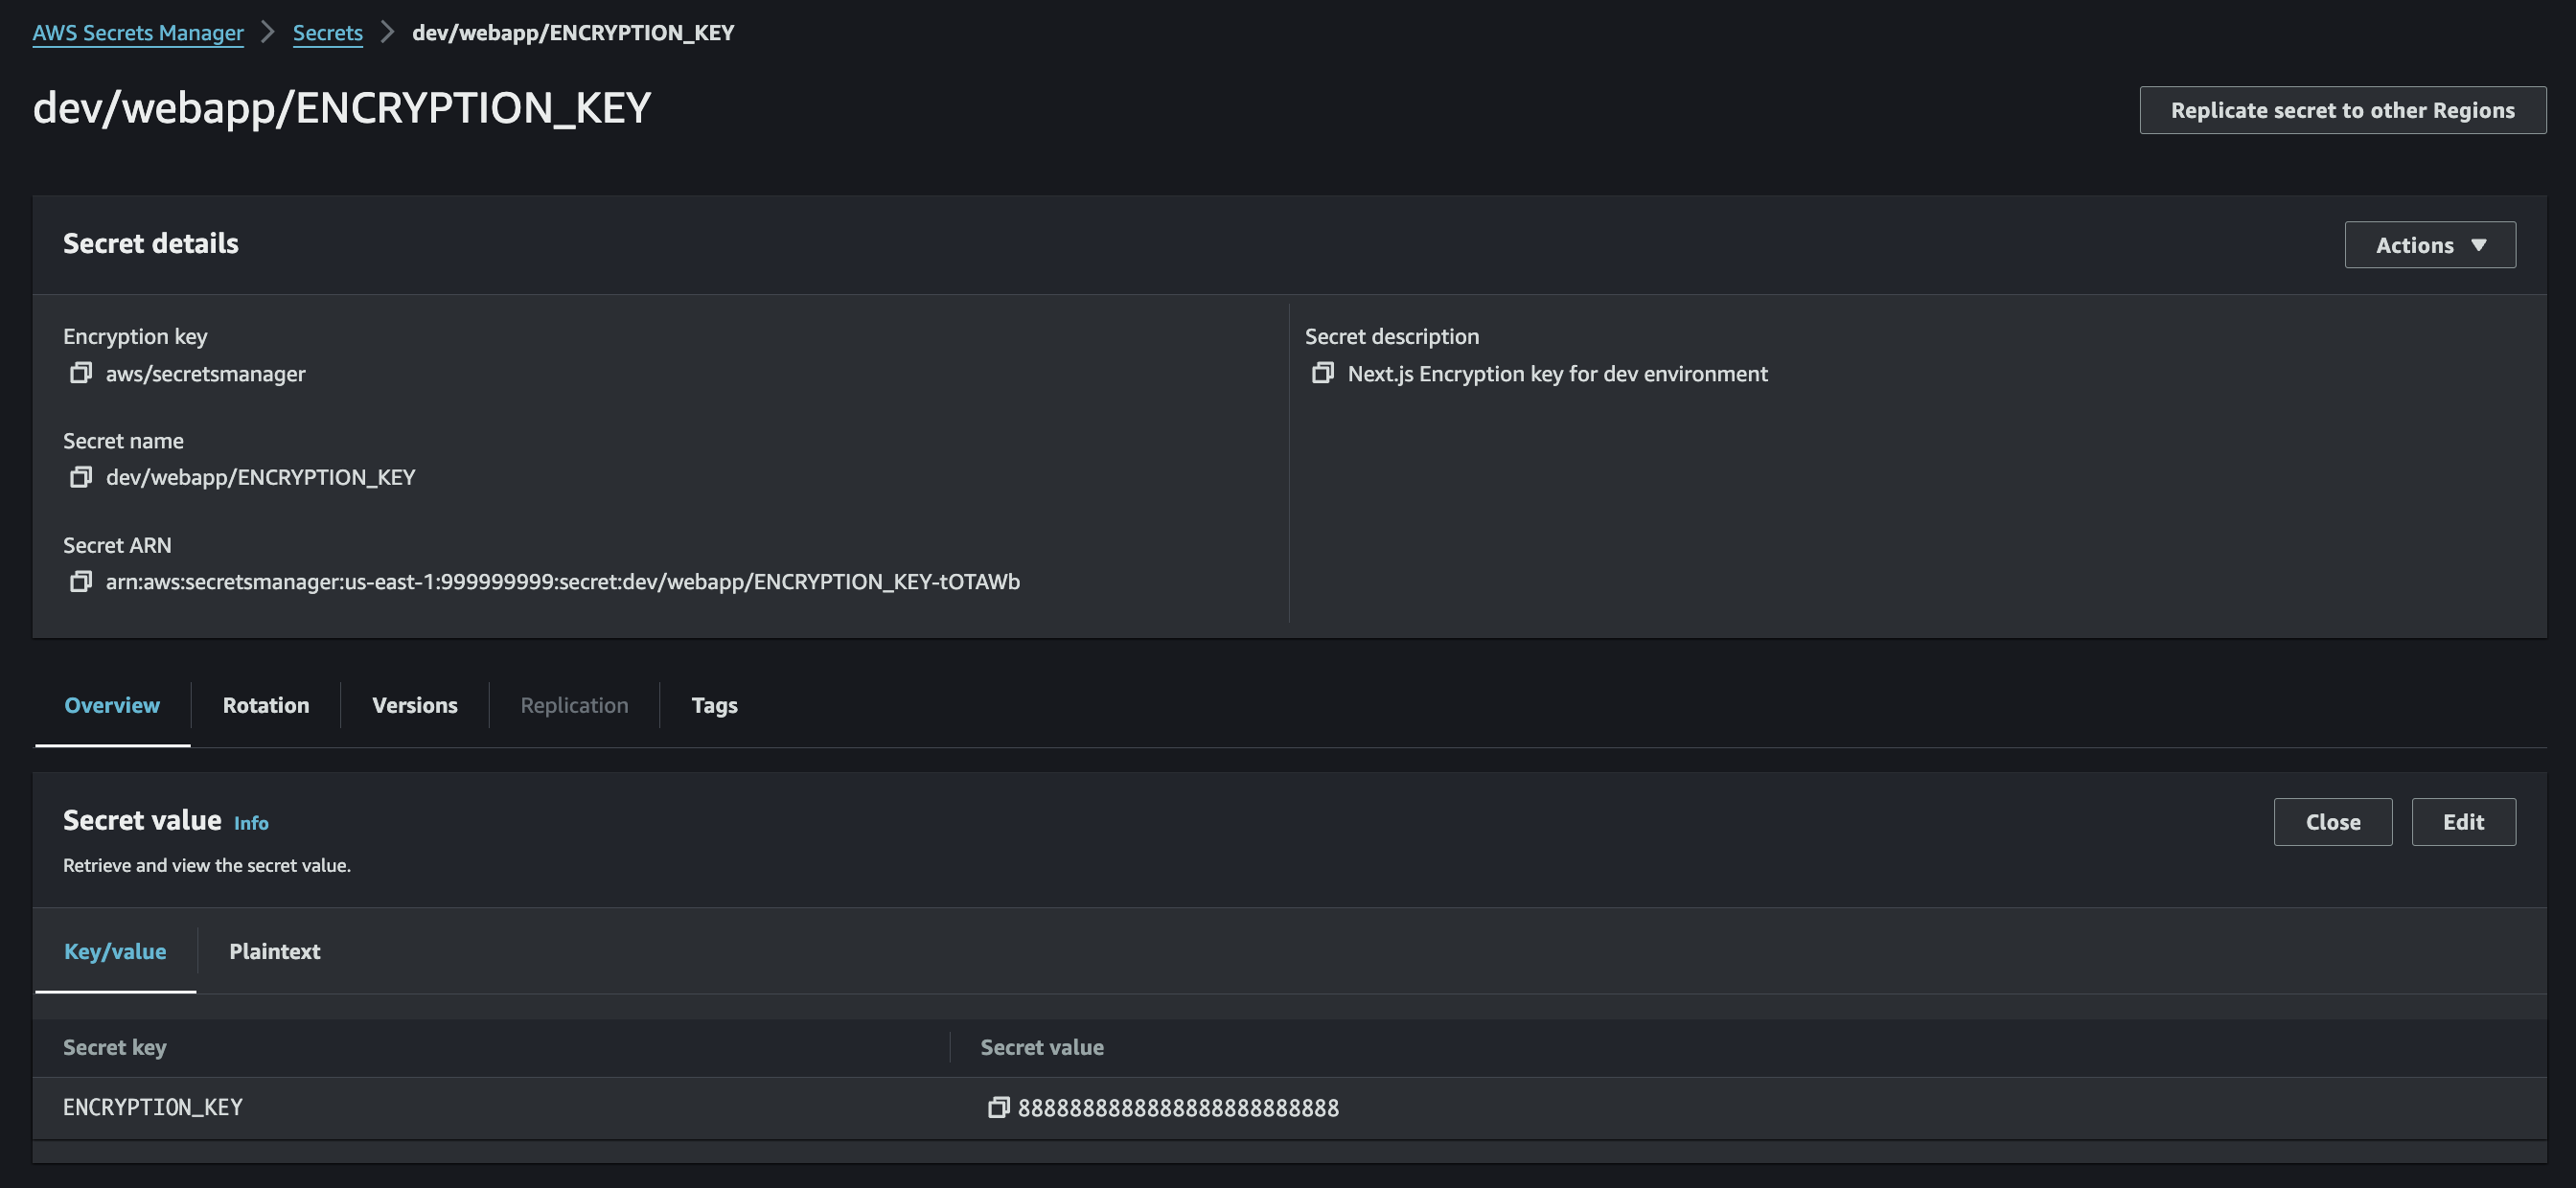 AWS Secrets Manager > Secrets > dev/webapp/ENCRYPTION_KEY
dev/webapp/ENCRYPTION_KEY
Replicate secret to other Regions
Secret details
Actions ▼
Encryption key
aws/secretsmanager
Secret description
Next.js Encryption key for dev environment
Secret name
dev/webapp/ENCRYPTION_KEY
Secret ARN
arn:aws:secretsmanager:us-east-1:999999999:secret:dev/webapp/ENCRYPTION_KEY-tOTAWb
Overview
Rotation
Versions
Replication
Tags
Secret value Info
Close
Edit
Retrieve and view the secret value.
Key/value
Plaintext
Secret key
Secret value
ENCRYPTION_KEY
8888888888888888888888888